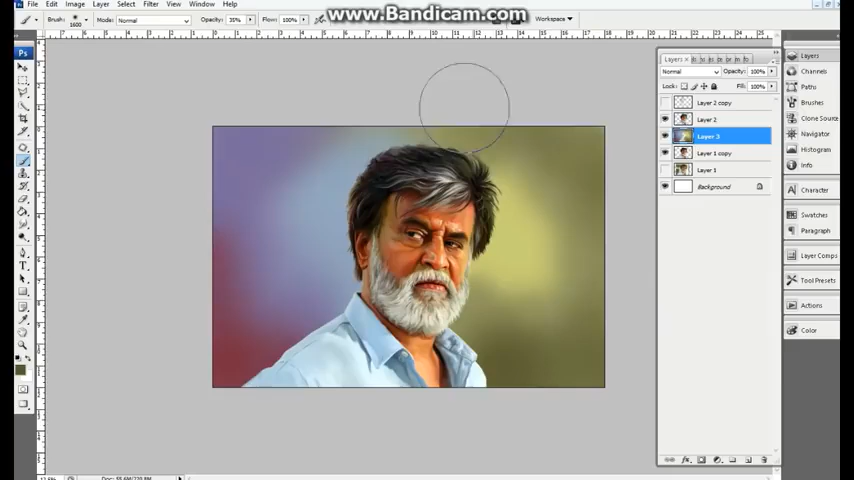 www.Bandicam.com
File Edit Image Layer Select Filter View Window Help
Brush: 1600 Mode: Normal Opacity: 35% Flow: 100% Workspace
Ps
Layers
Normal Opacity: 100%
Lock: Fill: 100%
Layer 2 copy
Layer 2
Layer 3
Layer 1 copy
Layer 1
Background
Layers
Channels
Paths
Brushes
Clone Source
Navigator
Histogram
Info
Character
Swatches
Paragraph
Layer Comps
Tool Presets
Actions
Color